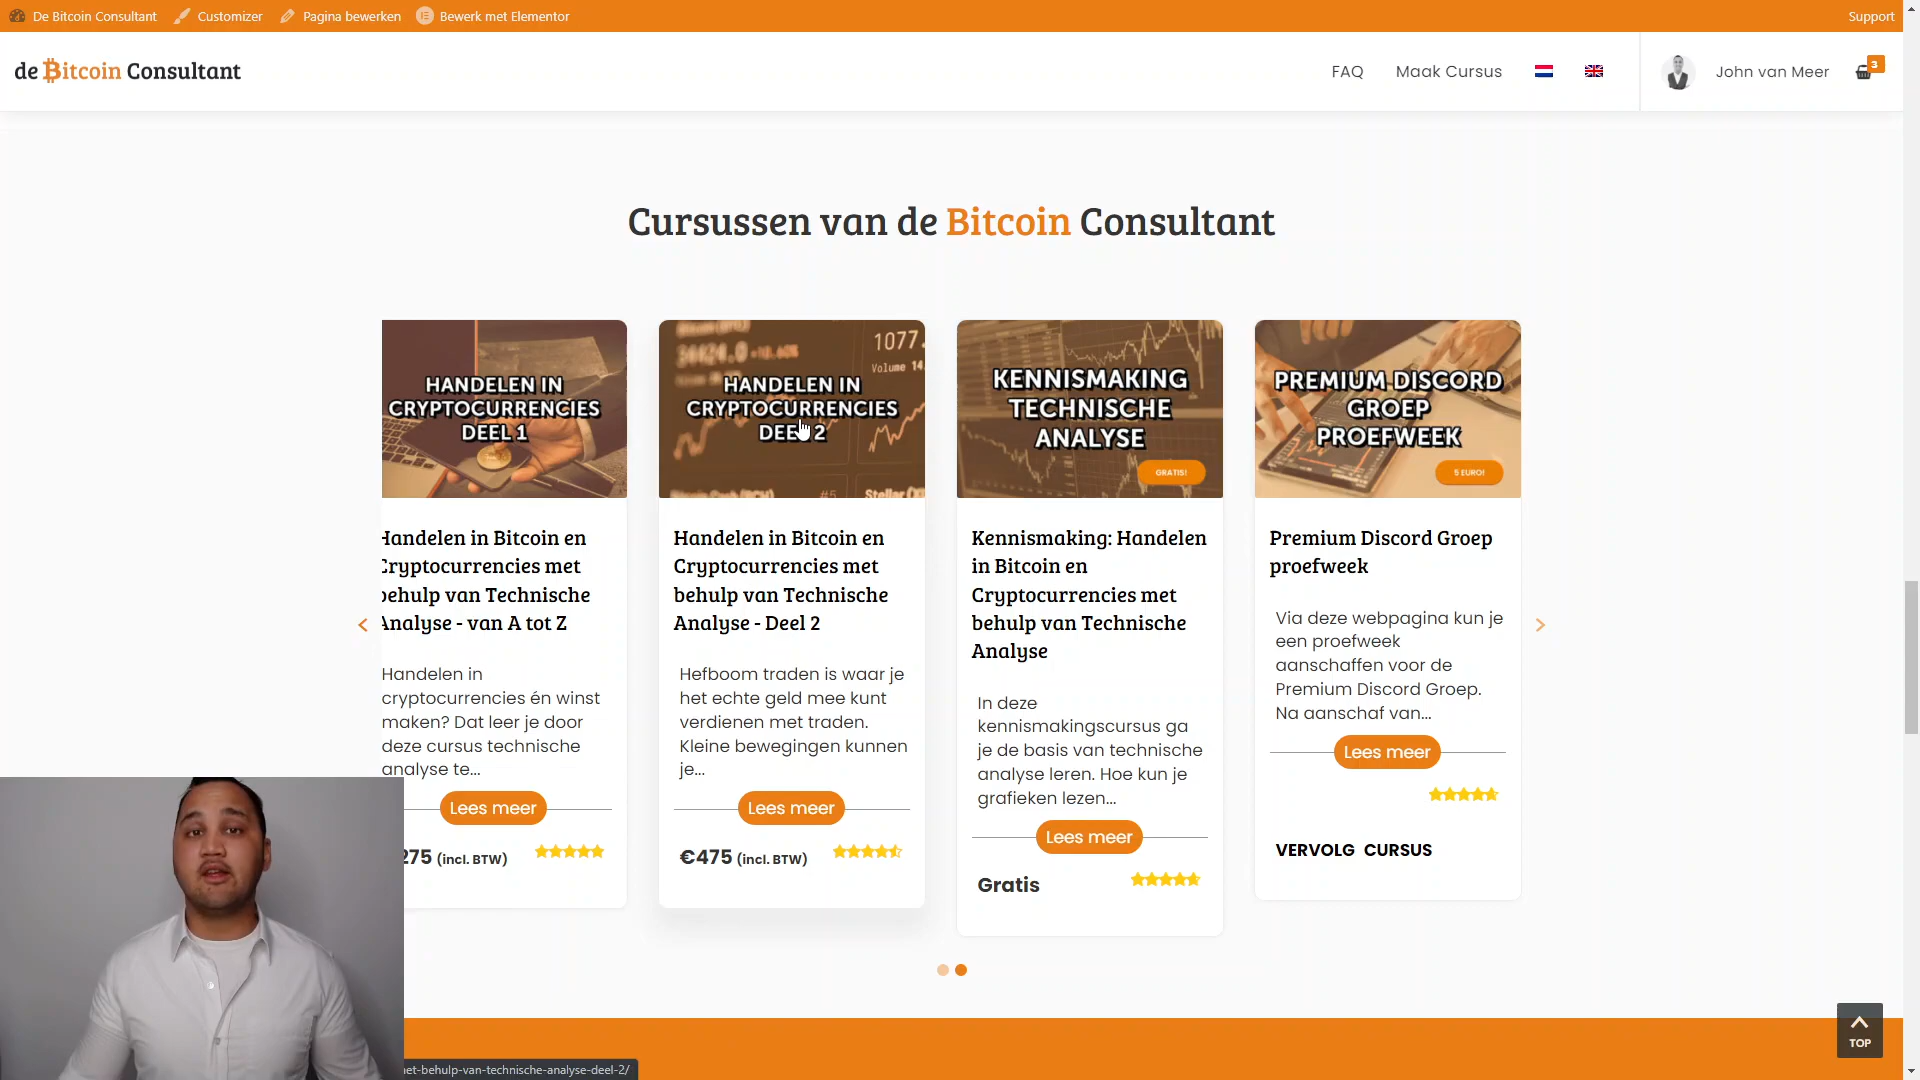 De Bitcoin Consultant Customizer Pagina bewerken Bewerk met Elementor Support
de Bitcoin Consultant FAQ Maak Cursus John van Meer 3
Cursussen van de Bitcoin Consultant
HANDELEN IN
CRYPTOCURRENCIES
DEEL 1
1077.
Volume 14.
HANDELEN IN
CRYPTOCURRENCIES
DEEL 2
#5 Stellar
KENNISMAKING
TECHNISCHE
ANALYSE
GRATIS!
PREMIUM DISCORD
GROEP
PROEFWEEK
5 EURO!
Handelen in Bitcoin en
Cryptocurrencies met
behulp van Technische
Analyse - van A tot Z
Handelen in
cryptocurrencies én winst
maken? Dat leer je door
deze cursus technische
analyse te...
Lees meer
275 (incl. BTW)
Handelen in Bitcoin en
Cryptocurrencies met
behulp van Technische
Analyse - Deel 2
Hefboom traden is waar je
het echte geld mee kunt
verdienen met traden.
Kleine bewegingen kunnen
je...
Lees meer
€475 (incl. BTW)
Kennismaking: Handelen
in Bitcoin en
Cryptocurrencies met
behulp van Technische
Analyse
In deze
kennismakingscursus ga
je de basis van technische
analyse leren. Hoe kun je
grafieken lezen...
Lees meer
Gratis
Premium Discord Groep
proefweek
Via deze webpagina kun je
een proefweek
aanschaffen voor de
Premium Discord Groep.
Na aanschaf van...
Lees meer
VERVOLG CURSUS
TOP
et-behulp-van-technische-analyse-deel-2/